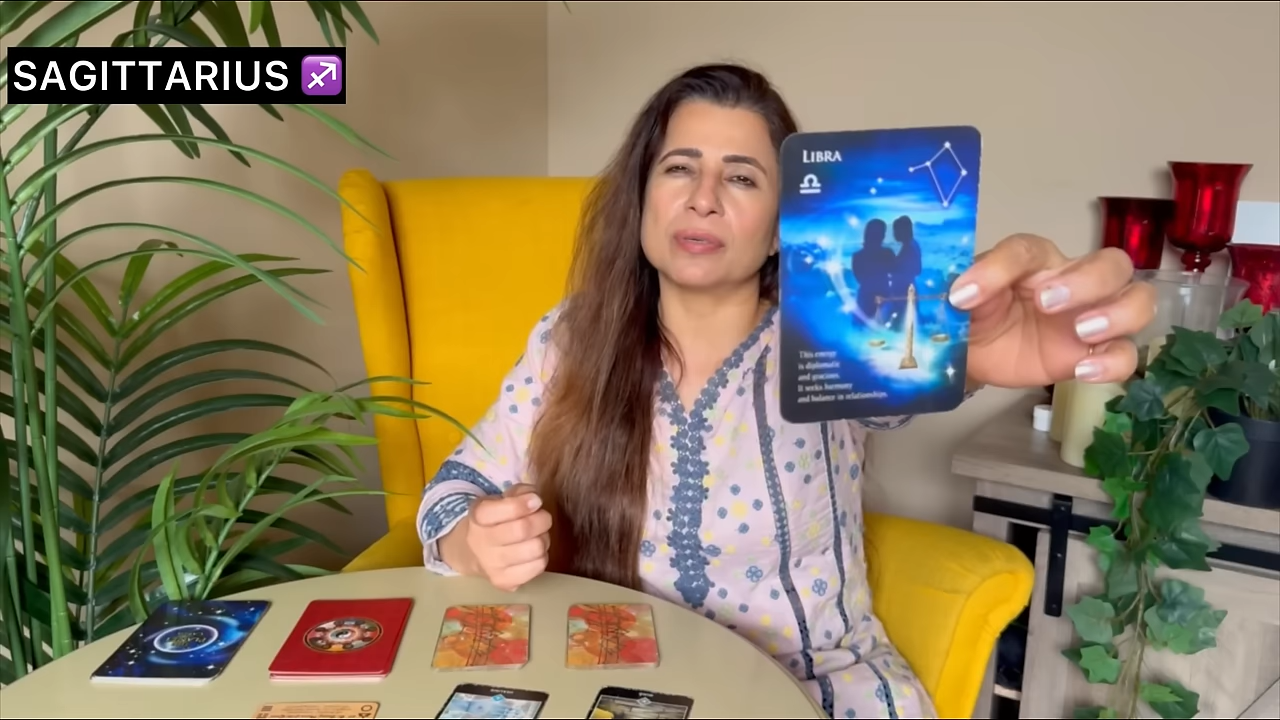 SAGITTARIUS ♐
LIBRA
♎
This energy
is diplomatic
and gracious.
It seeks harmony
and balance in relationships.